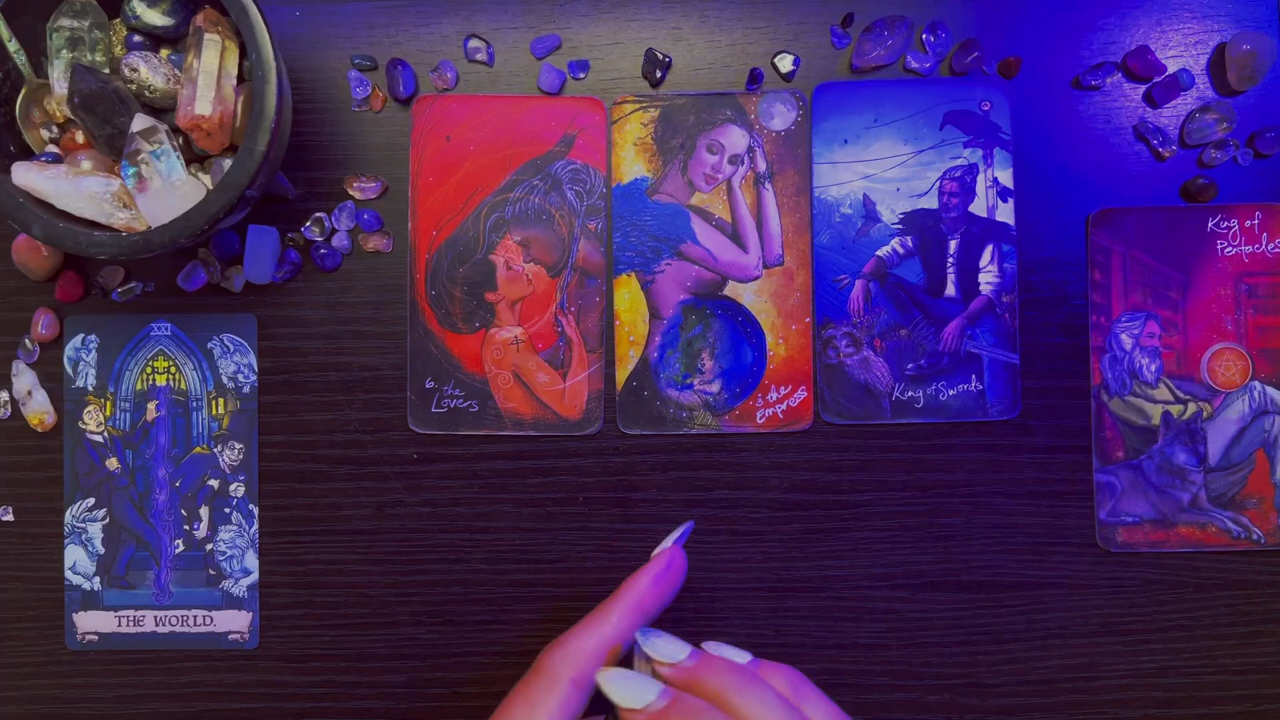 XXI
THE WORLD.
6. the
Lovers
3 the
Empress
King of Swords
King of
Pentacles